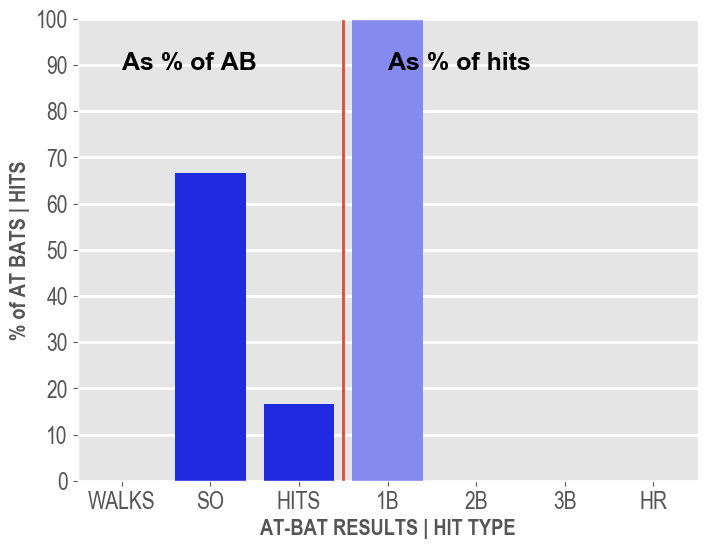 100
90
80
70
60
50
40
30
20
10
0
% of AT BATS | HITS
As % of AB
As % of hits
WALKS SO HITS 1B 2B 3B HR
AT-BAT RESULTS | HIT TYPE